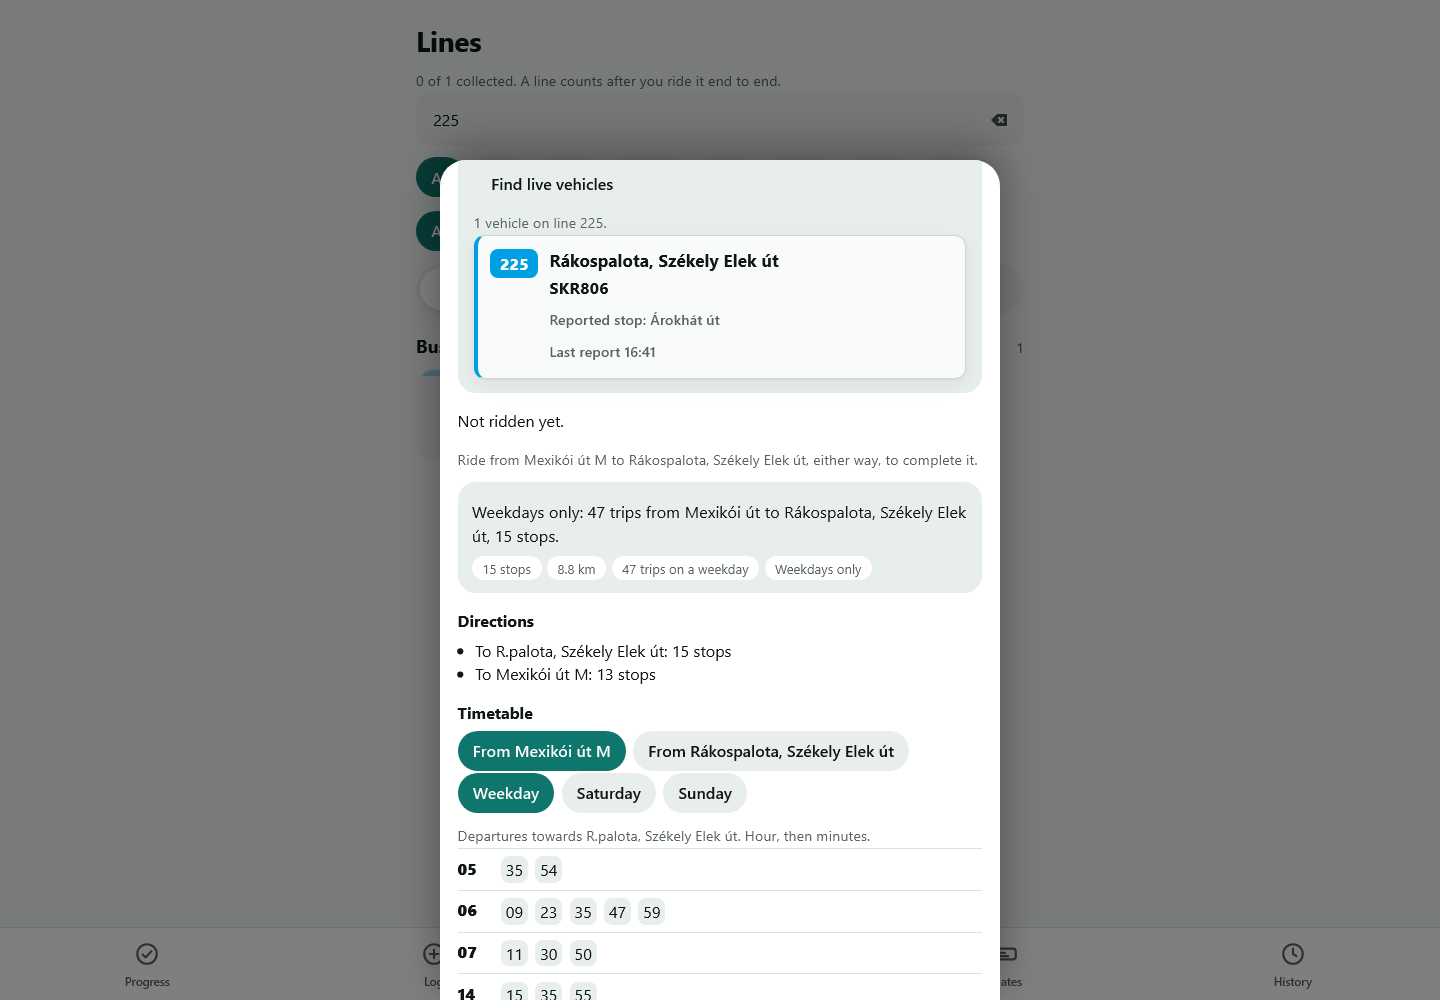 Lines
0 of 1 collected. A line counts after you ride it end to end.
225
Find live vehicles
1 vehicle on line 225.
225
Rákospalota, Székely Elek út
SKR806
Reported stop: Árokhát út
Last report 16:41
1
Not ridden yet.
Ride from Mexikói út M to Rákospalota, Székely Elek út, either way, to complete it.
Weekdays only: 47 trips from Mexikói út to Rákospalota, Székely Elek
út, 15 stops.
15 stops 8.8 km 47 trips on a weekday Weekdays only
Directions
To R.palota, Székely Elek út: 15 stops
To Mexikói út M: 13 stops
Timetable
From Mexikói út M From Rákospalota, Székely Elek út
Weekday Saturday Sunday
Departures towards R.palota, Székely Elek út. Hour, then minutes.
05 35 54
06 09 23 35 47 59
07 11 30 50
14 15 35 55
Progress History